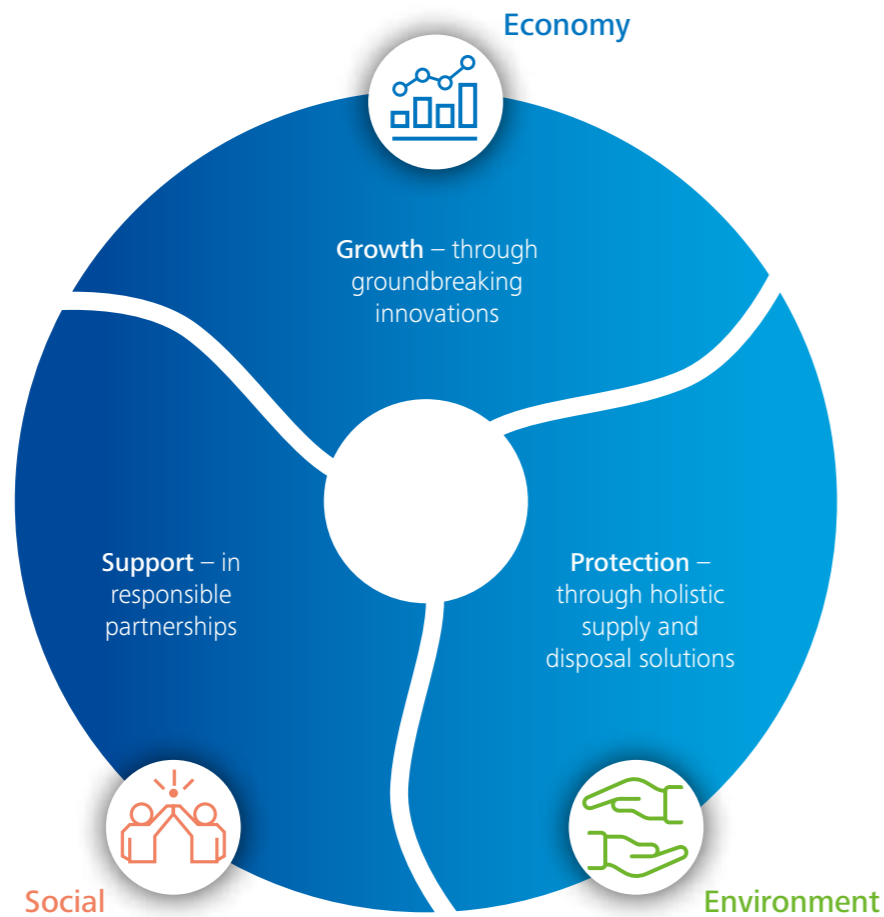 Economy
Growth – through
groundbreaking
innovations
Support – in
responsible
partnerships
Protection –
through holistic
supply and
disposal solutions
Social
Environment